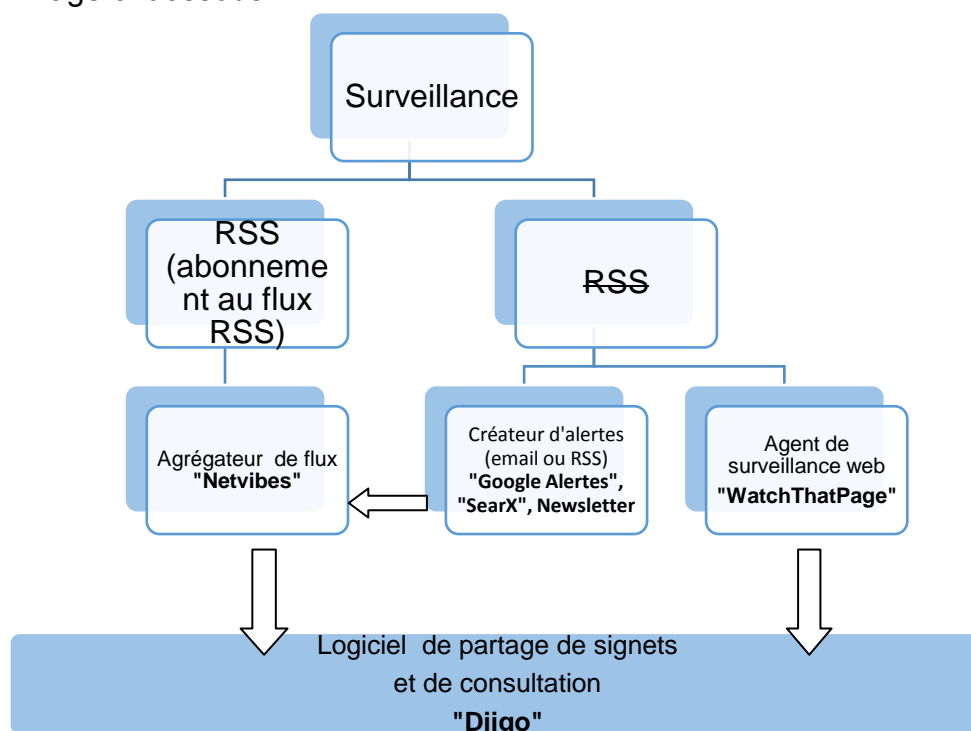 Surveillance
RSS
(abonneme
nt au flux
RSS)
RSS
Agrégateur de flux
"Netvibes"
Créateur d'alertes
(email ou RSS)
"Google Alertes",
"SearX", Newsletter
Agent de
surveillance web
"WatchThatPage"
Logiciel de partage de signets
et de consultation
"Diigo"